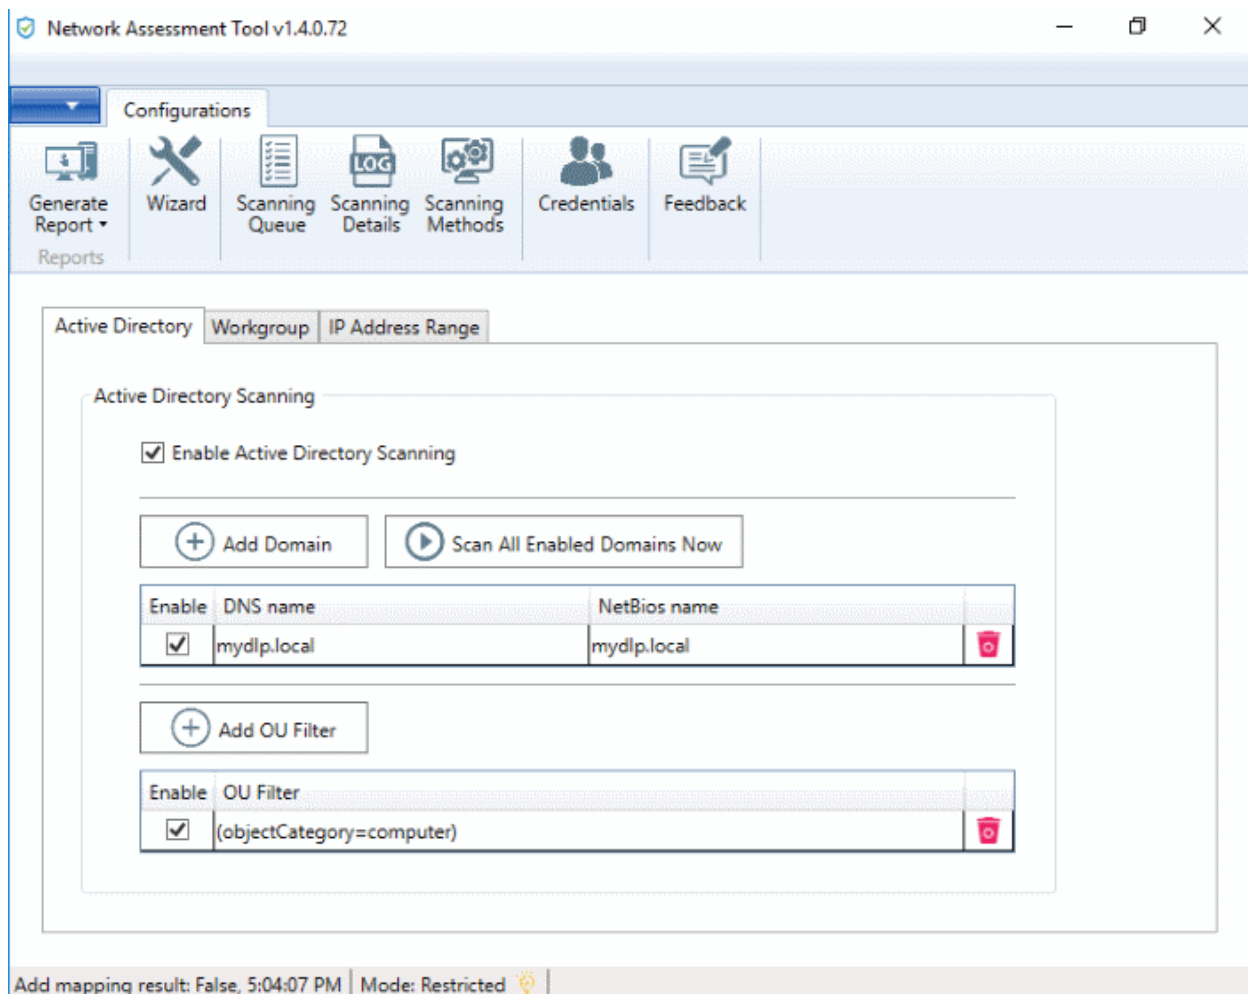 Network Assessment Tool v1.4.0.72
Configurations
Generate Report
Wizard
Scanning Queue
LOG
Scanning Details
Scanning Methods
Credentials
Feedback
Reports
Active Directory
Workgroup
IP Address Range
Active Directory Scanning
Enable Active Directory Scanning
Add Domain
Scan All Enabled Domains Now
Enable DNS name NetBios name
mydlp.local mydlp.local
Add OU Filter
Enable OU Filter
(objectCategory=computer)
Add mapping result: False, 5:04:07 PM Mode: Restricted